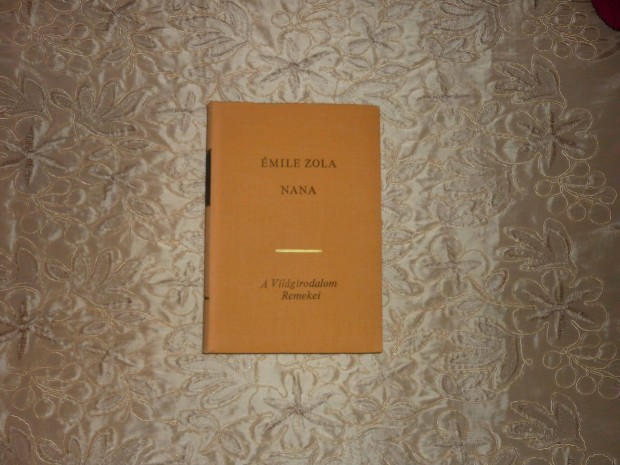 ÉMILE ZOLA
NANA
A Világirodalom
Remekei